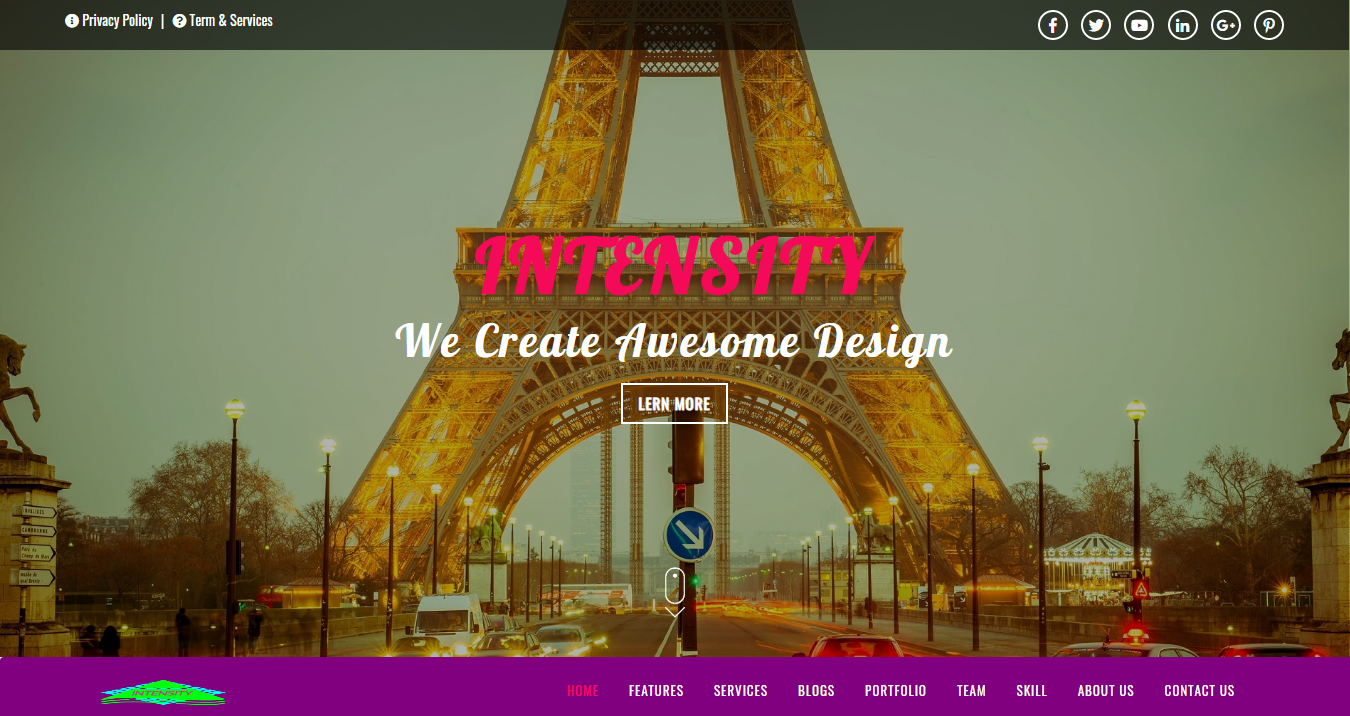 Privacy Policy | Term & Services
INTENSITY
We Create Awesome Design
LERN MORE
INTENSITY
HOME FEATURES SERVICES BLOGS PORTFOLIO TEAM SKILL ABOUT US CONTACT US